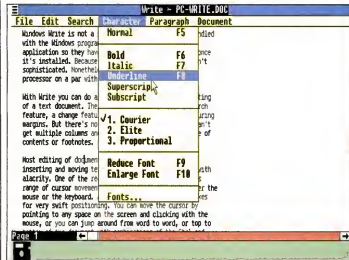 Write - PC-WRITE.DOC
File Edit Search Character Paragraph Document
Windows Write is not a
with the Windows progra
application so they hav
it's installed. Because
sophisticated.
processor on a par with
With Write you can do a
of a text document. The
feature, a change featu
margins. But there's no
get multiple columns an
contents or footnotes.
Most editing of
inserting and moving te
alacrity. One of the re
range of cursor movemen
mouse or the keyboard.
Normal F5
Bold F6
Italic F7
Underline F8
Superscript
Subscript
✓1. Courier
2. Elite
3. Proportional
Reduce Font F9
Enlarge Font F10
Fonts...
for very swift positioning. You can move the cursor by
pointing to any space on the screen and clicking with the
mouse, or you can jump around from word to word, or top to
Page 1